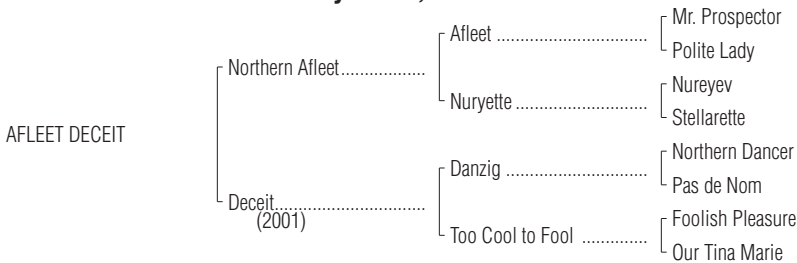 Afleet .......................................
Mr. Prospector
Polite Lady
Northern Afleet..................
Nuryette ..................................
Nureyev
Stellarette
AFLEET DECEIT
Danzig ....................................
Northern Dancer
Pas de Nom
Deceit................................
(2001)
Too Cool to Fool ...............
Foolish Pleasure
Our Tina Marie